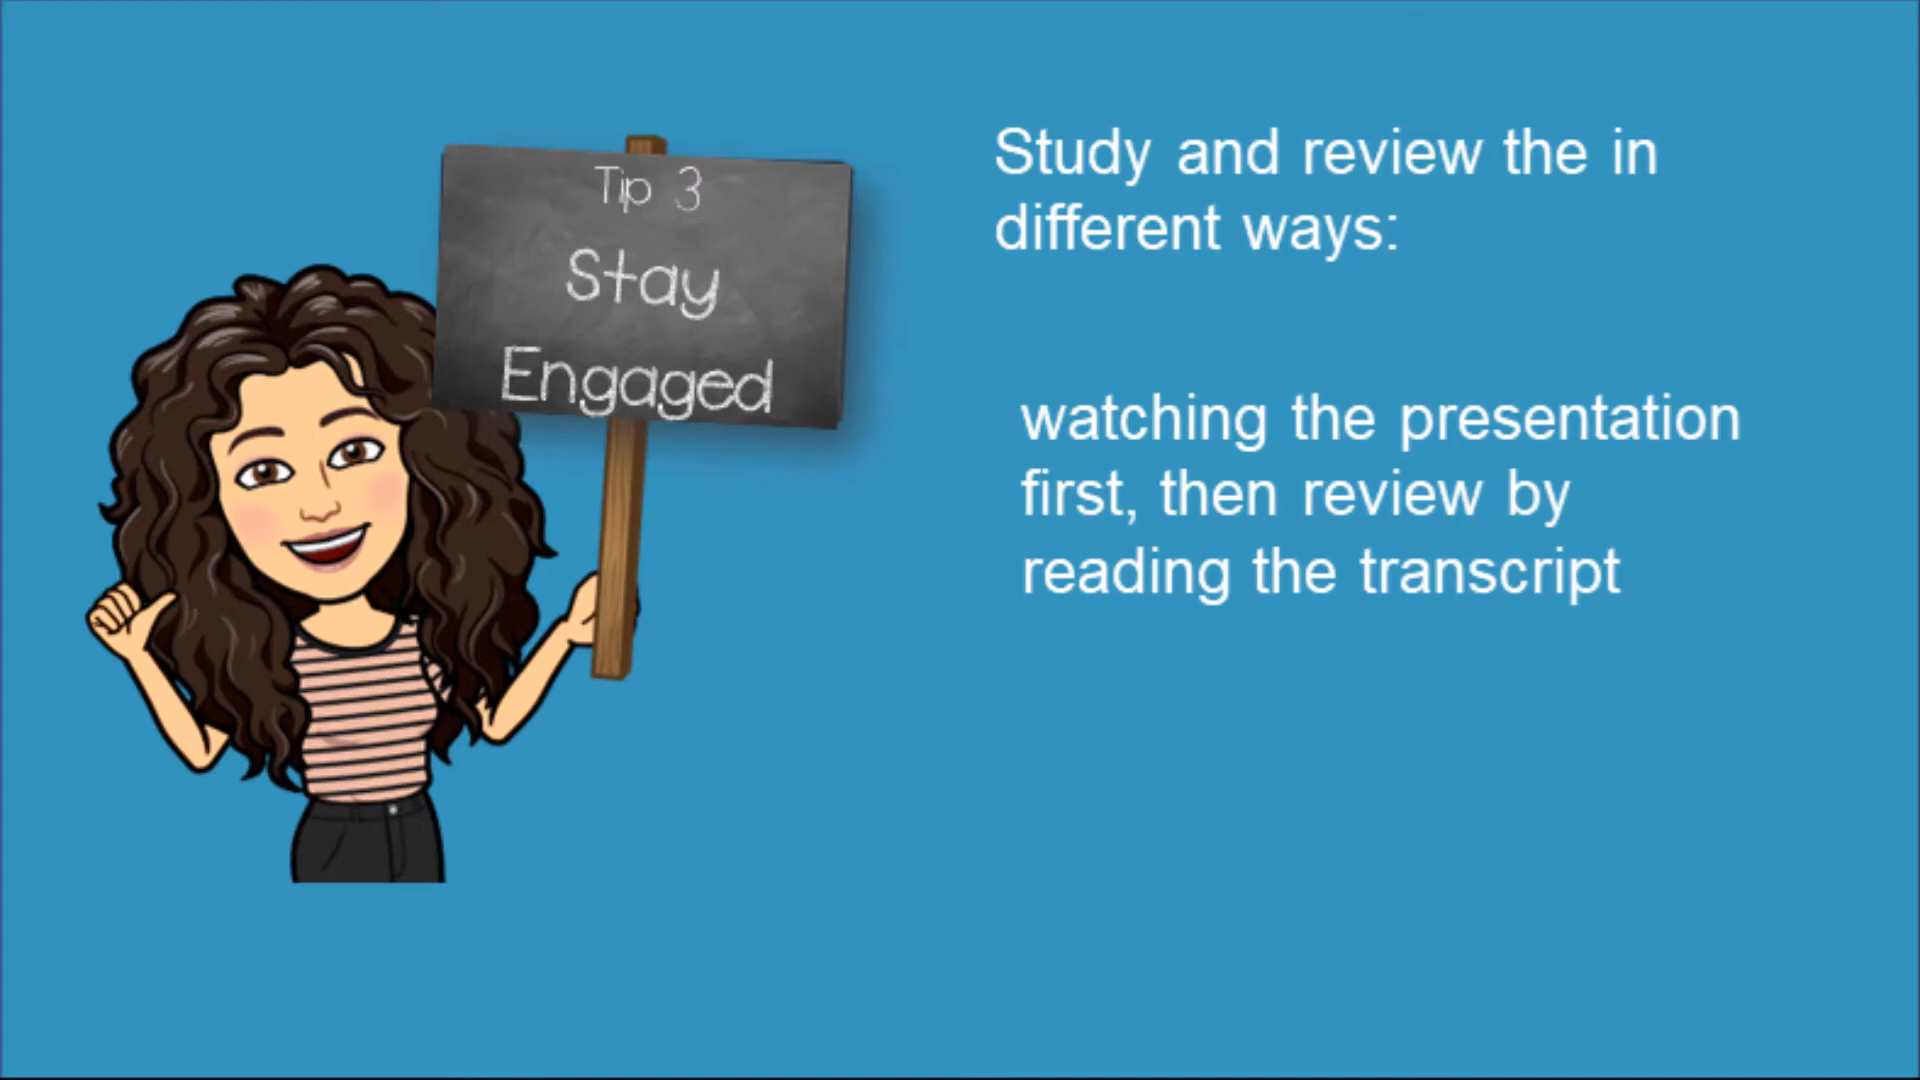 Tip 3
Stay
Engaged
Study and review the in
different ways:
watching the presentation
first, then review by
reading the transcript